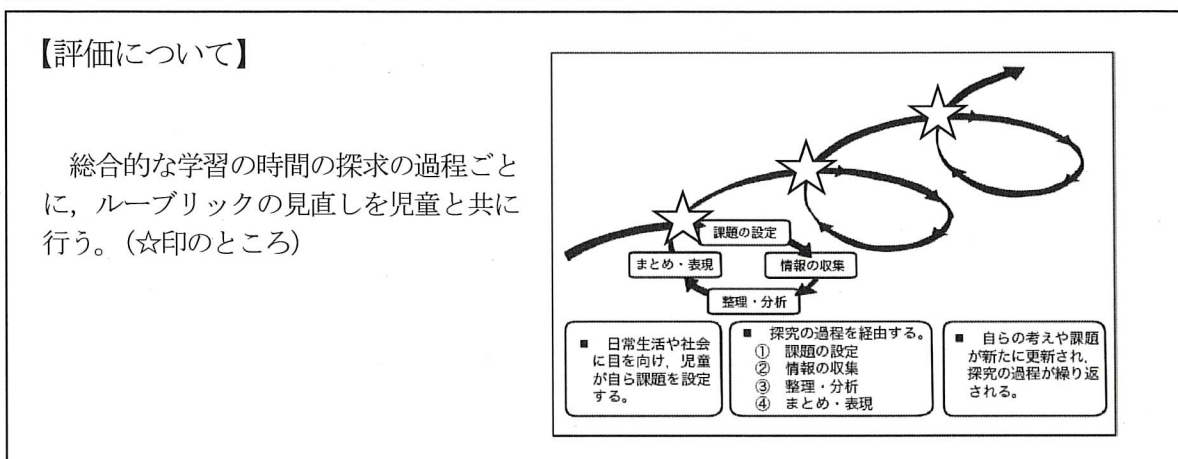 【評価について】
総合的な学習の時間の探求の過程ごと
に，ルーブリックの見直しを児童と共に
行う。（☆印のところ）
課題の設定
まとめ・表現
情報の収集
整理・分析
■ 日常生活や社会
に目を向け，児童
が自ら課題を設定
する。
■ 探究の過程を経由する。
① 課題の設定
② 情報の収集
③ 整理・分析
④ まとめ・表現
■ 自らの考えや課題
が新たに更新され，
探究の過程が繰り返
される。